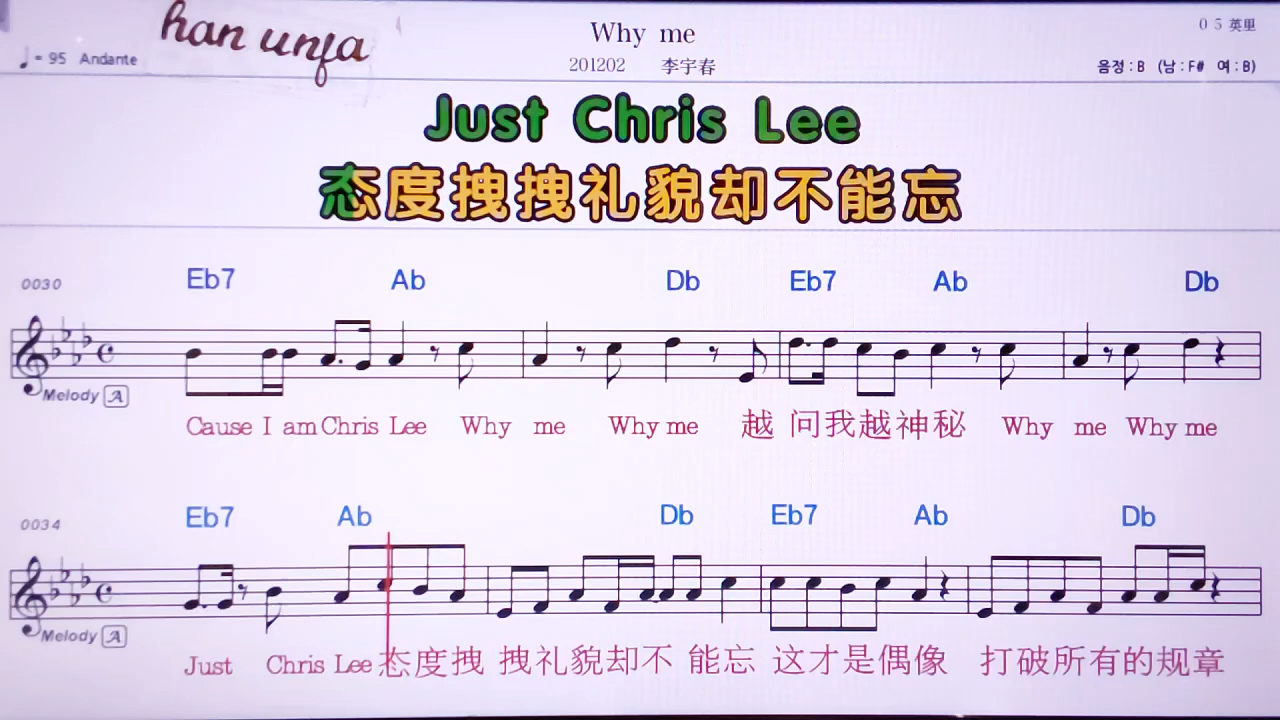 han unja
Why me
05 英里
♩= 95 Andante
201202 李宇春
음정 : B (남 : F# 여 : B)
Just Chris Lee
态度拽拽礼貌却不能忘
0030
Eb7 Ab Db Eb7 Ab Db
Melody A
Cause I am Chris Lee Why me Why me 越 问我越神秘 Why me Why me
0034
Eb7 Ab Db Eb7 Ab Db
Melody A
Just Chris Lee 态度拽 拽礼貌却不 能忘 这才是偶像 打破所有的规章